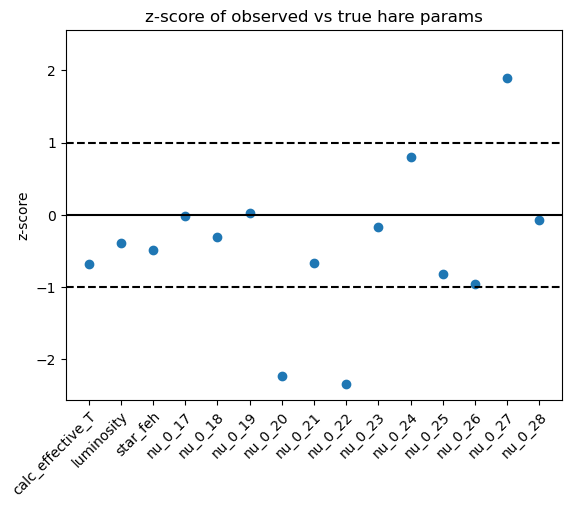 z-score of observed vs true hare params
z-score
2
1
0
−1
−2
calc_effective_T
luminosity
star_feh
nu_0_17
nu_0_18
nu_0_19
nu_0_20
nu_0_21
nu_0_22
nu_0_23
nu_0_24
nu_0_25
nu_0_26
nu_0_27
nu_0_28